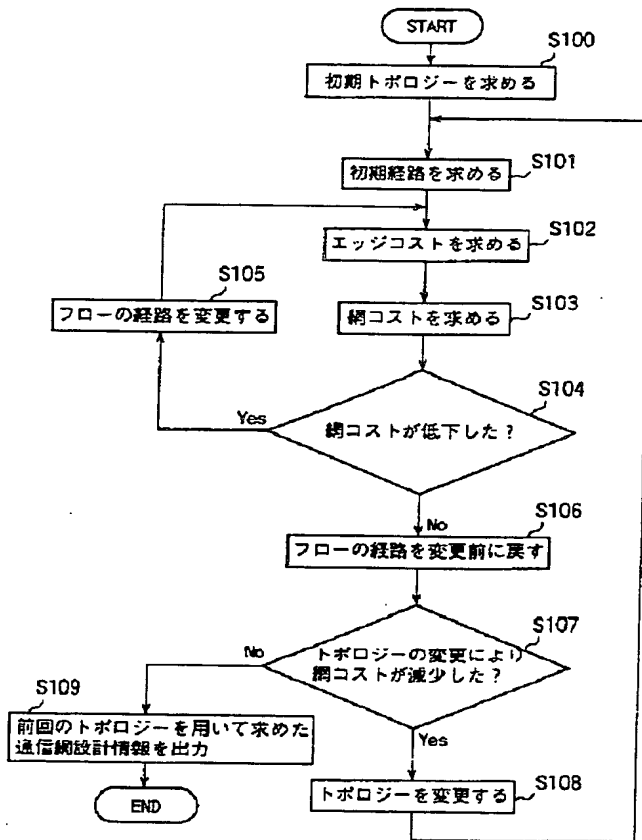 START
S100
初期トポロジーを求める
S101
初期経路を求める
S102
エッジコストを求める
S105
フローの経路を変更する
S103
網コストを求める
S104
Yes
網コストが低下した？
No
S106
フローの経路を変更前に戻す
S107
No
トポロジーの変更により
網コストが減少した？
S109
前回のトポロジーを用いて求めた
通信網設計情報を出力
Yes
S108
トポロジーを変更する
END